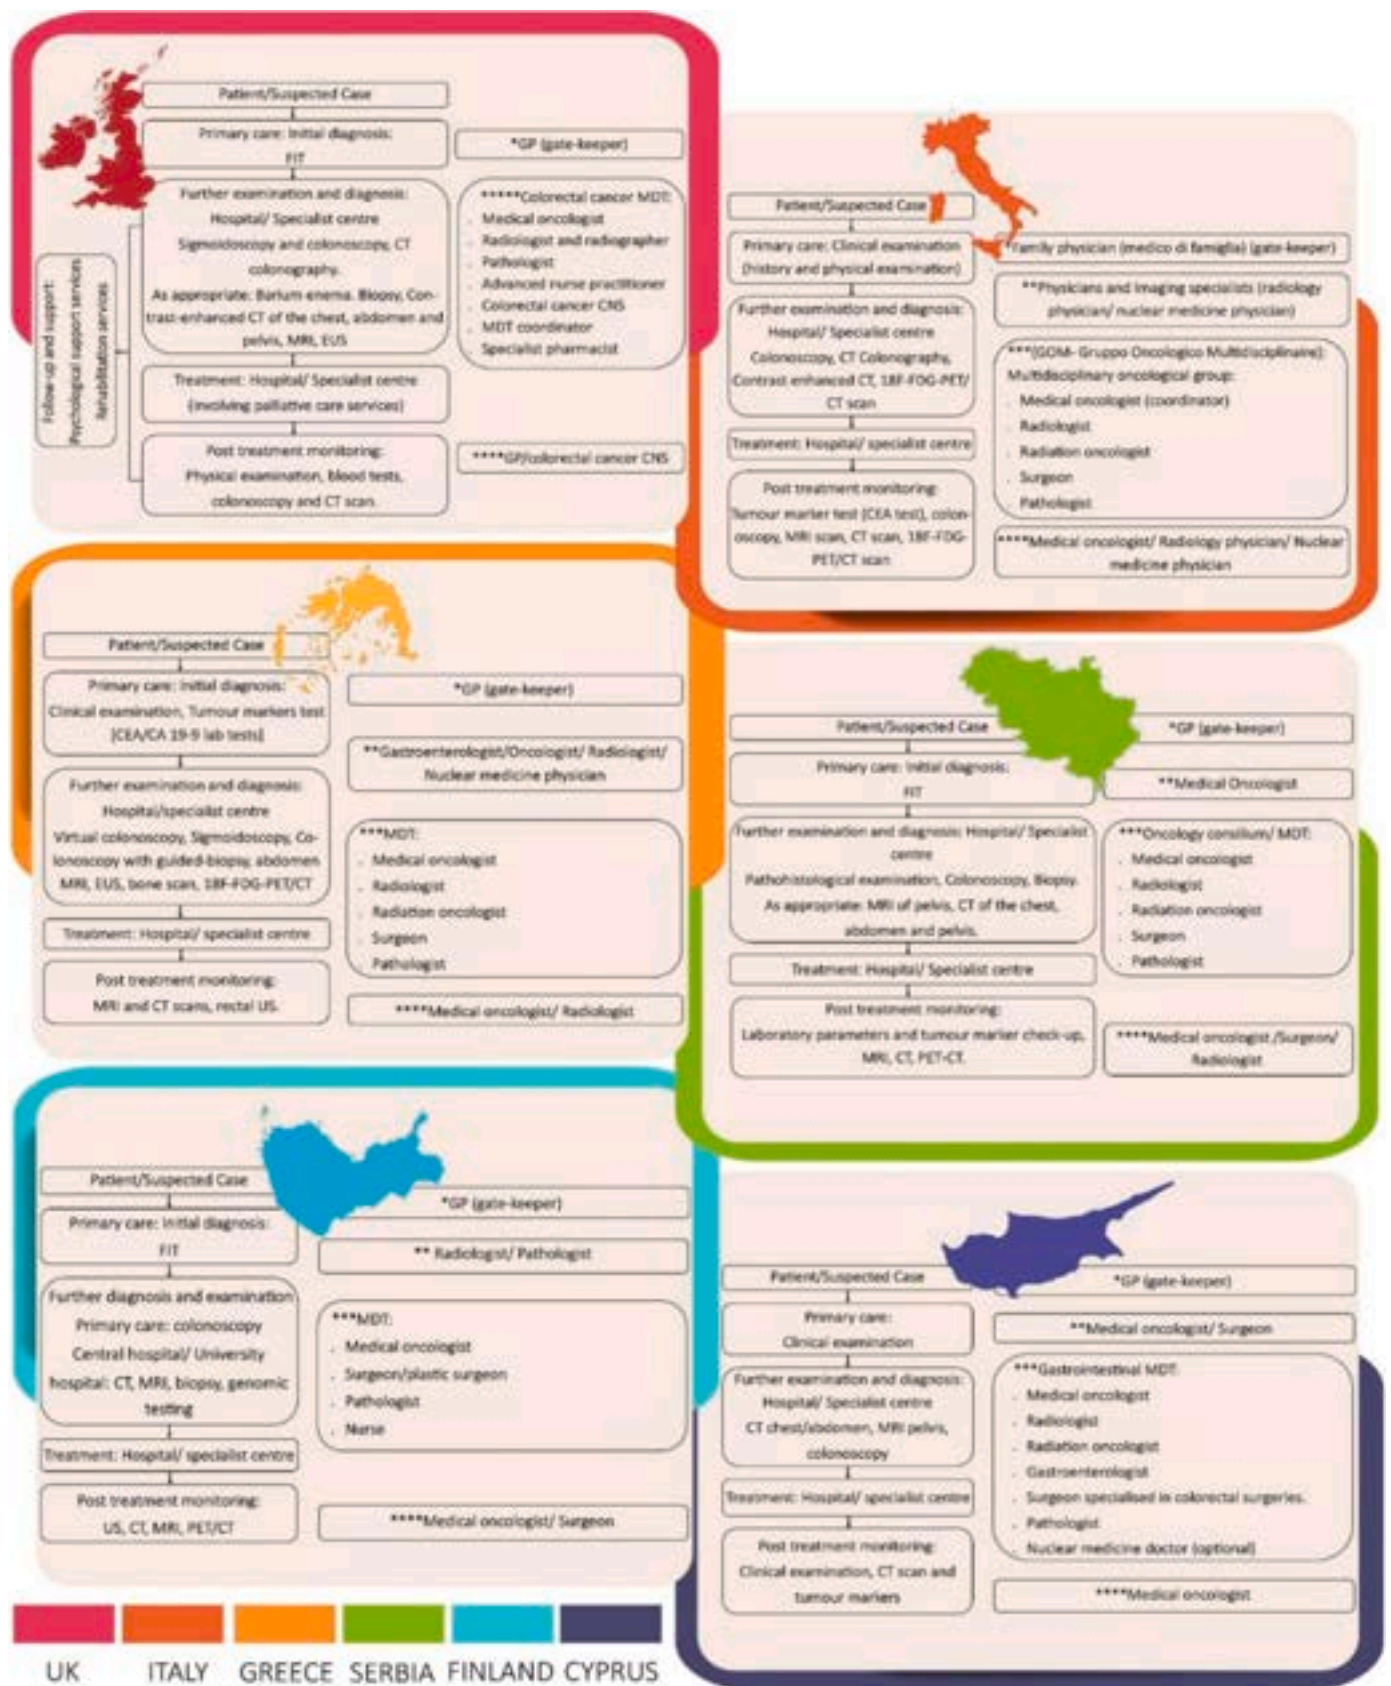 Patient/Suspected Case
Primary care: Initial diagnosis:
FIT
Further examination and diagnosis:
Hospital/ Specialist centre
Sigmoidoscopy and colonoscopy, CT
colonography.
As appropriate: Barium enema. Biopsy, Con-
trast-enhanced CT of the chest, abdomen and
pelvis, MRI, EUS
Treatment: Hospital/ Specialist centre
(involving palliative care services)
Post treatment monitoring:
Physical examination, blood tests,
colonoscopy and CT scan.
Follow-up and support:
Psychological support services
Rehabilitation services
*GP (gate-keeper)
*****Colorectal cancer MDT:
. Medical oncologist
. Radiologist and radiographer
. Pathologist
. Advanced nurse practitioner
. Colorectal cancer CNS
. MDT coordinator
. Specialist pharmacist
****GP/colorectal cancer CNS
Patient/Suspected Case
Primary care: Clinical examination
(history and physical examination)
Further examination and diagnosis:
Hospital/ Specialist centre
Colonoscopy, CT Colonography,
Contrast enhanced CT, 18F-FDG-PET/
CT scan
Treatment: Hospital/ specialist centre
Post treatment monitoring:
Tumour marker test (CEA test), colon-
oscopy, MRI scan, CT scan, 18F-FDG-
PET/CT scan
*Family physician (medico di famiglia) (gate-keeper)
**Physicians and Imaging specialists (radiology
physician/ nuclear medicine physician)
***(GOM- Gruppo Oncologico Multidisciplinaire):
Multidisciplinary oncological group:
. Medical oncologist (coordinator)
. Radiologist
. Radiation oncologist
. Surgeon
. Pathologist
****Medical oncologist/ Radiology physician/ Nuclear
medicine physician
Patient/Suspected Case
Primary care: Initial diagnosis:
Clinical examination, Tumour markers test
[CEA/CA 19-9 lab tests]
Further examination and diagnosis:
Hospital/specialist centre
Virtual colonoscopy, Sigmoidoscopy, Co-
lonoscopy with guided-biopsy, abdomen
MRI, EUS, bone scan, 18F-FDG-PET/CT
Treatment: Hospital/ specialist centre
Post treatment monitoring:
MRI and CT scans, rectal US.
*GP (gate-keeper)
**Gastroenterologist/Oncologist/ Radiologist/
Nuclear medicine physician
***MDT:
. Medical oncologist
. Radiologist
. Radiation oncologist
. Surgeon
. Pathologist
****Medical oncologist/ Radiologist
Patient/Suspected Case
Primary care: Initial diagnosis:
FIT
Further examination and diagnosis: Hospital/ Specialist
centre
Pathohistological examination, Colonoscopy, Biopsy.
As appropriate: MRI of pelvis, CT of the chest,
abdomen and pelvis.
Treatment: Hospital/ Specialist centre
Post treatment monitoring:
Laboratory parameters and tumour marker check-up,
MRI, CT, PET-CT.
*GP (gate-keeper)
**Medical Oncologist
***Oncology consilium/ MDT:
. Medical oncologist
. Radiologist
. Radiation oncologist
. Surgeon
. Pathologist
****Medical oncologist /Surgeon/
Radiologist
Patient/Suspected Case
Primary care: Initial diagnosis:
FIT
Further diagnosis and examination
Primary care: colonoscopy
Central hospital/ University
hospital: CT, MRI, biopsy, genomic
testing
Treatment: Hospital/ specialist centre
Post treatment monitoring:
US, CT, MRI, PET/CT
*GP (gate-keeper)
** Radiologist/ Pathologist
***MDT:
. Medical oncologist
. Surgeon/plastic surgeon
. Pathologist
. Nurse
****Medical oncologist/ Surgeon
Patient/Suspected Case
Primary care:
Clinical examination
Further examination and diagnosis:
Hospital/ Specialist centre
CT chest/abdomen, MRI pelvis,
colonoscopy
Treatment: Hospital/ specialist centre
Post treatment monitoring:
Clinical examination, CT scan and
tumour markers
*GP (gate-keeper)
**Medical oncologist/ Surgeon
***Gastrointestinal MDT:
. Medical oncologist
. Radiologist
. Radiation oncologist
. Gastroenterologist
. Surgeon specialised in colorectal surgeries.
. Pathologist
. Nuclear medicine doctor (optional)
****Medical oncologist
UK ITALY GREECE SERBIA FINLAND CYPRUS